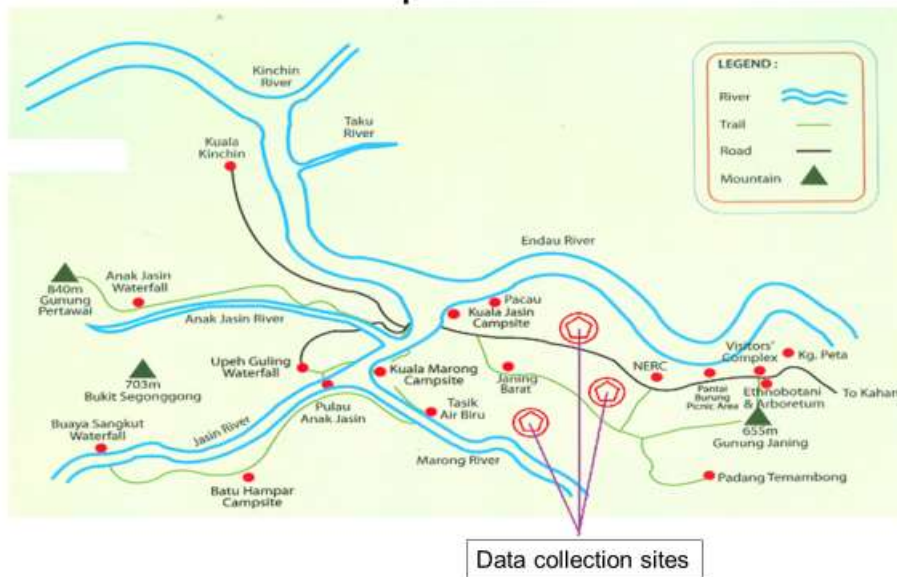 Kinchin
River
LEGEND :
River
Trail
Road
Mountain
Taku
River
Kuala
Kinchin
Endau River
840m
Gunung
Pertawai
Anak Jasin
Waterfall
Anak Jasin River
Pacau
Kuala Jasin
Campsite
Visitors'
Complex
Kg. Peta
NERC
Upeh Guling
Waterfall
Kuala Marong
Campsite
Janing
Barat
Pantai
Burung
Picnic Area
Ethnobotani
& Arboretum
To Kahan
703m
Bukit Segonggong
Pulau
Anak Jasin
Tasik
Air Biru
655m
Gunung Janing
Buaya Sangkut
Waterfall
Jasin River
Marong River
Batu Hampar
Campsite
Padang Temambong
Data collection sites